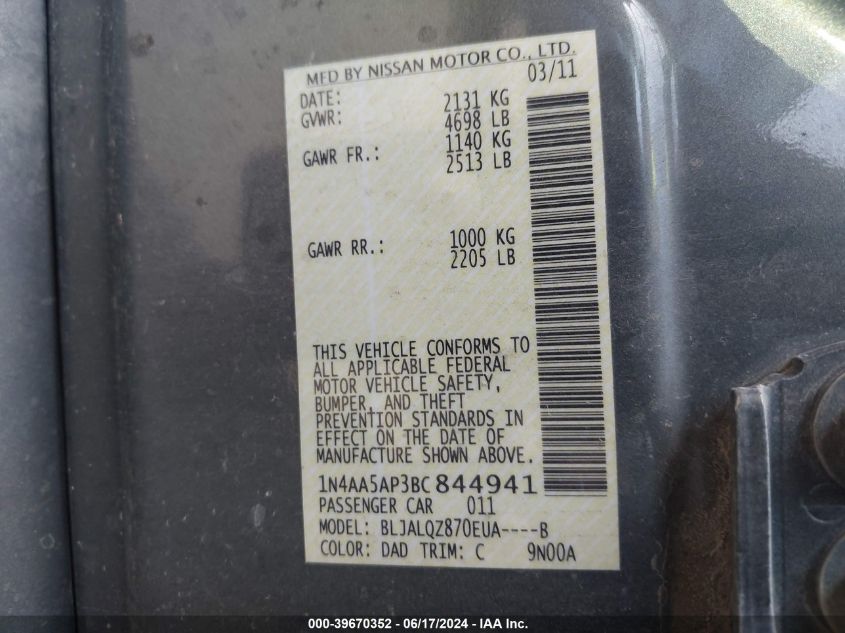 MFD BY NISSAN MOTOR CO., LTD.
DATE: 03/11
GVWR: 2131 KG
4698 LB
GAWR FR.: 1140 KG
2513 LB
GAWR RR.: 1000 KG
2205 LB
THIS VEHICLE CONFORMS TO
ALL APPLICABLE FEDERAL
MOTOR VEHICLE SAFETY,
BUMPER, AND THEFT
PREVENTION STANDARDS IN
EFFECT ON THE DATE OF
MANUFACTURE SHOWN ABOVE.
1N4AA5AP3BC844941
PASSENGER CAR 011
MODEL: BLJALQZ870EUA----B
COLOR: DAD TRIM: C 9N00A
000-39670352 - 06/17/2024 - IAA Inc.